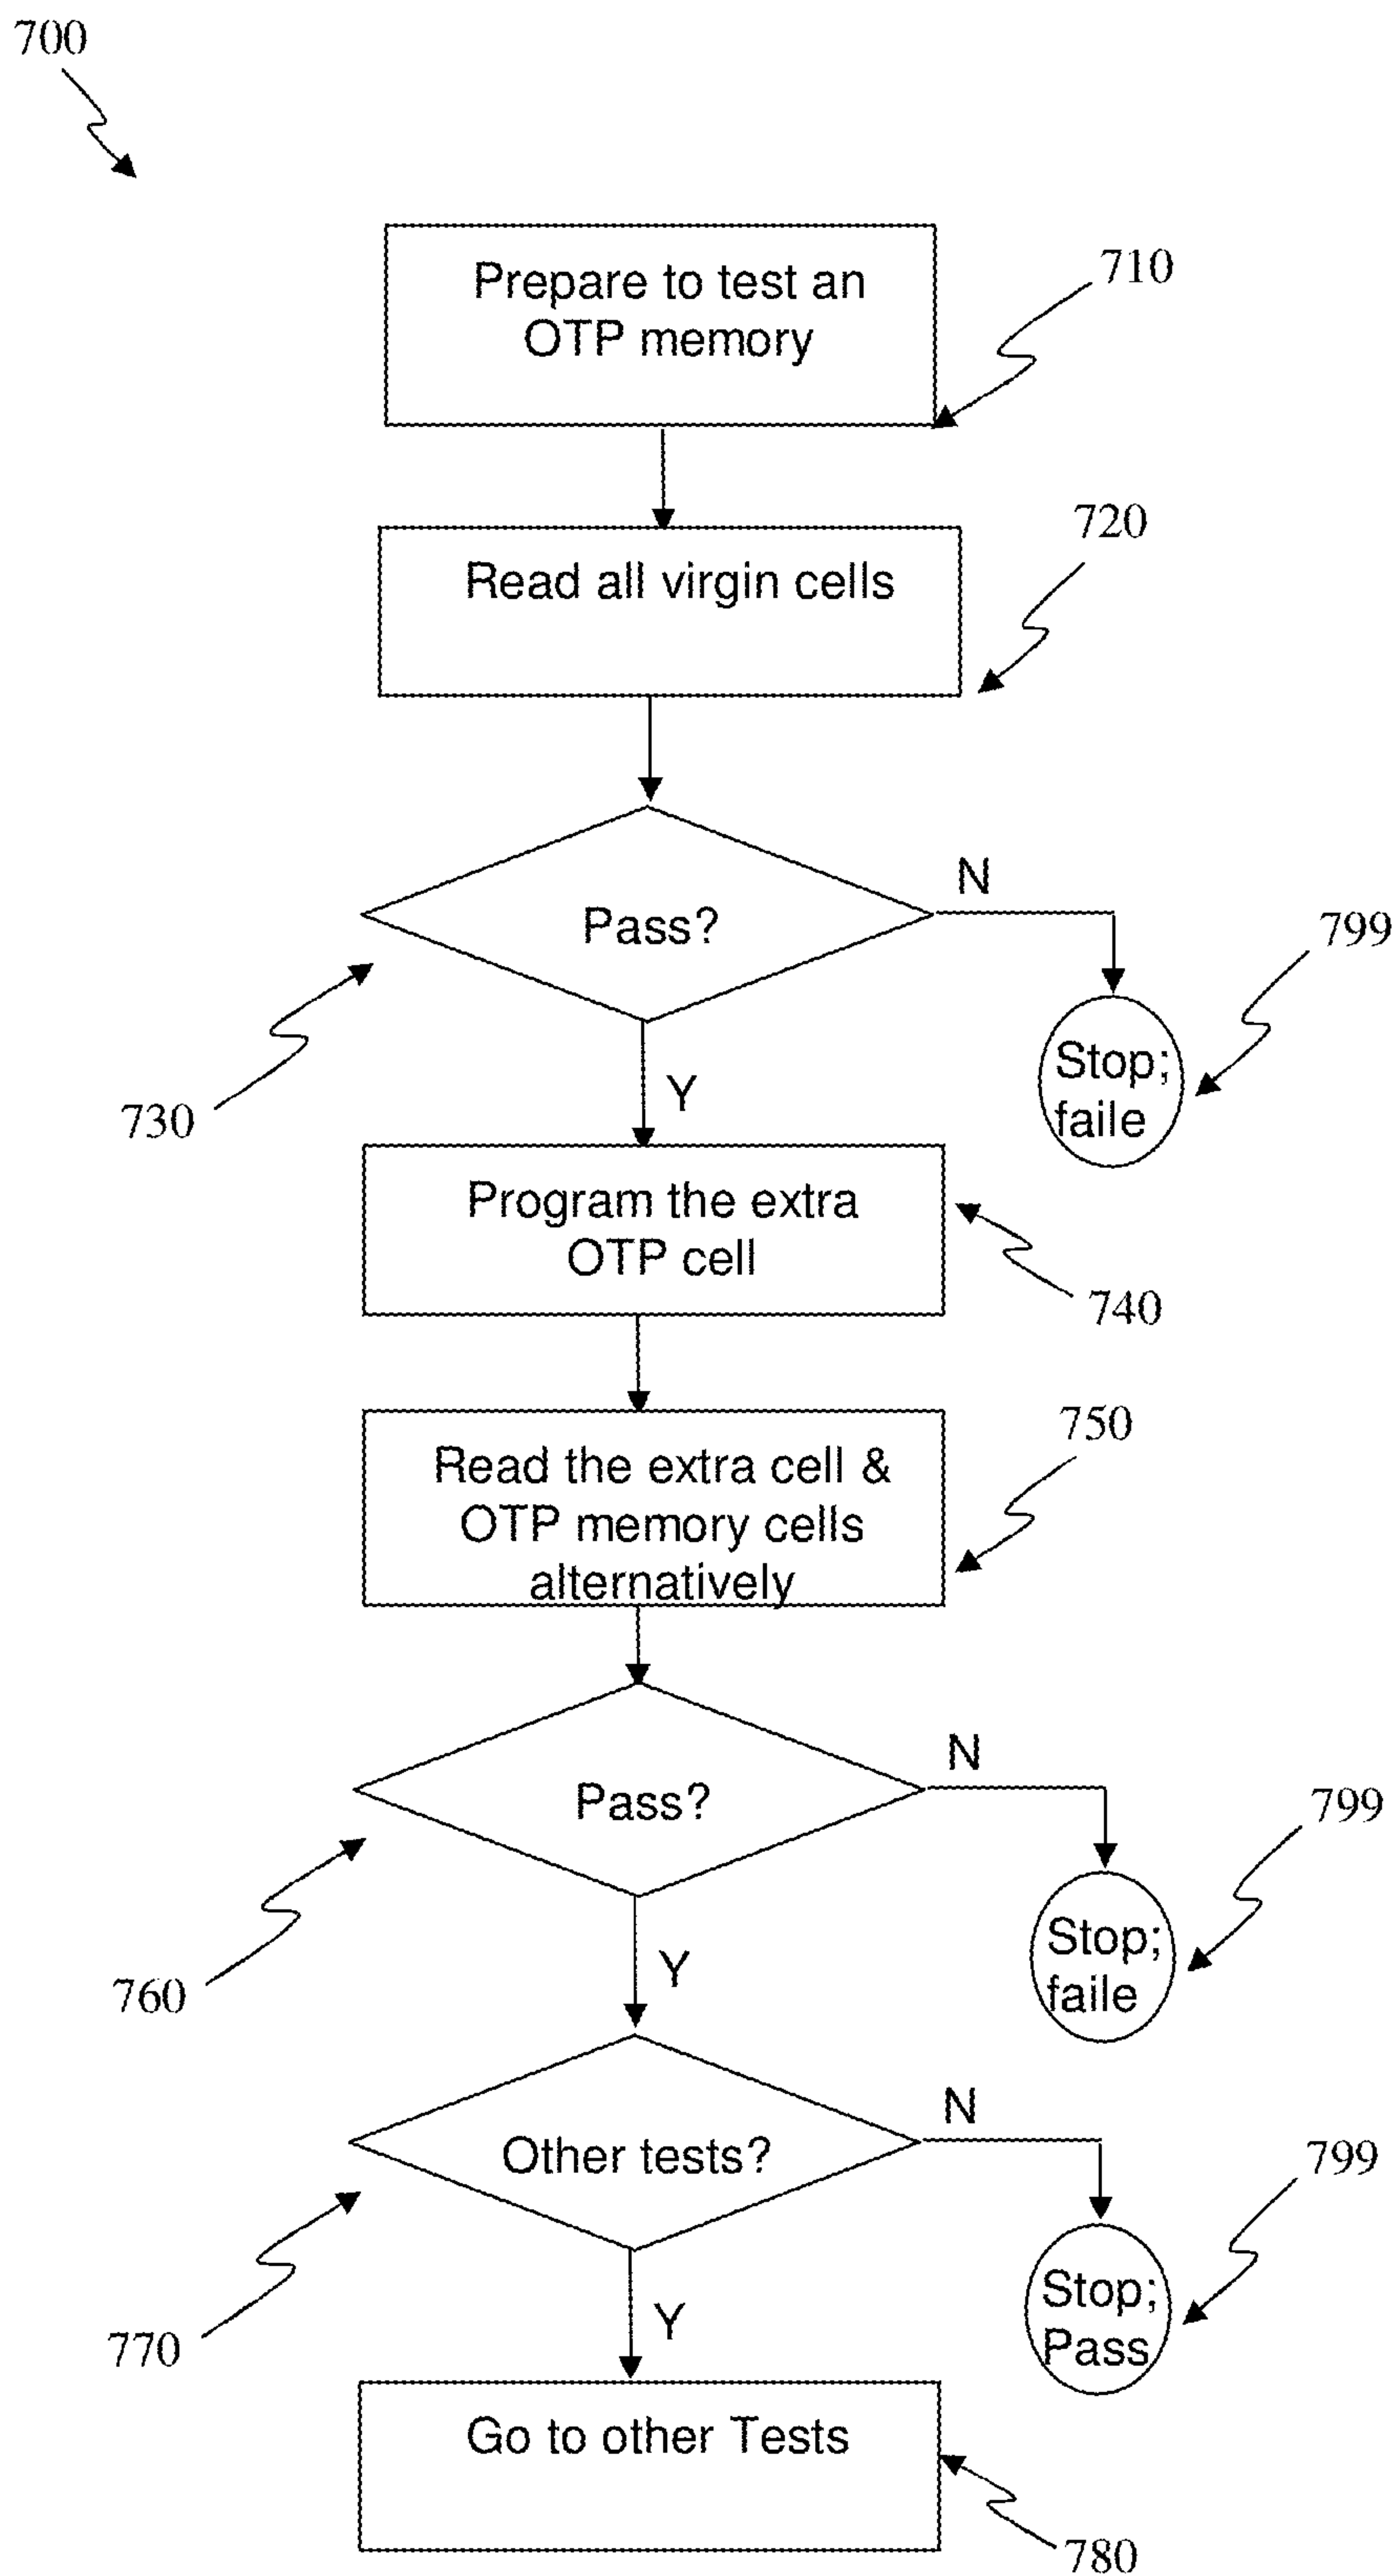 700
Prepare to test an
OTP memory
710
Read all virgin cells
720
Pass?
N
799
Stop;
faile
730
Y
Program the extra
OTP cell
740
Read the extra cell &
OTP memory cells
alternatively
750
Pass?
N
799
Stop;
faile
760
Y
Other tests?
N
799
Stop;
Pass
770
Y
Go to other Tests
780